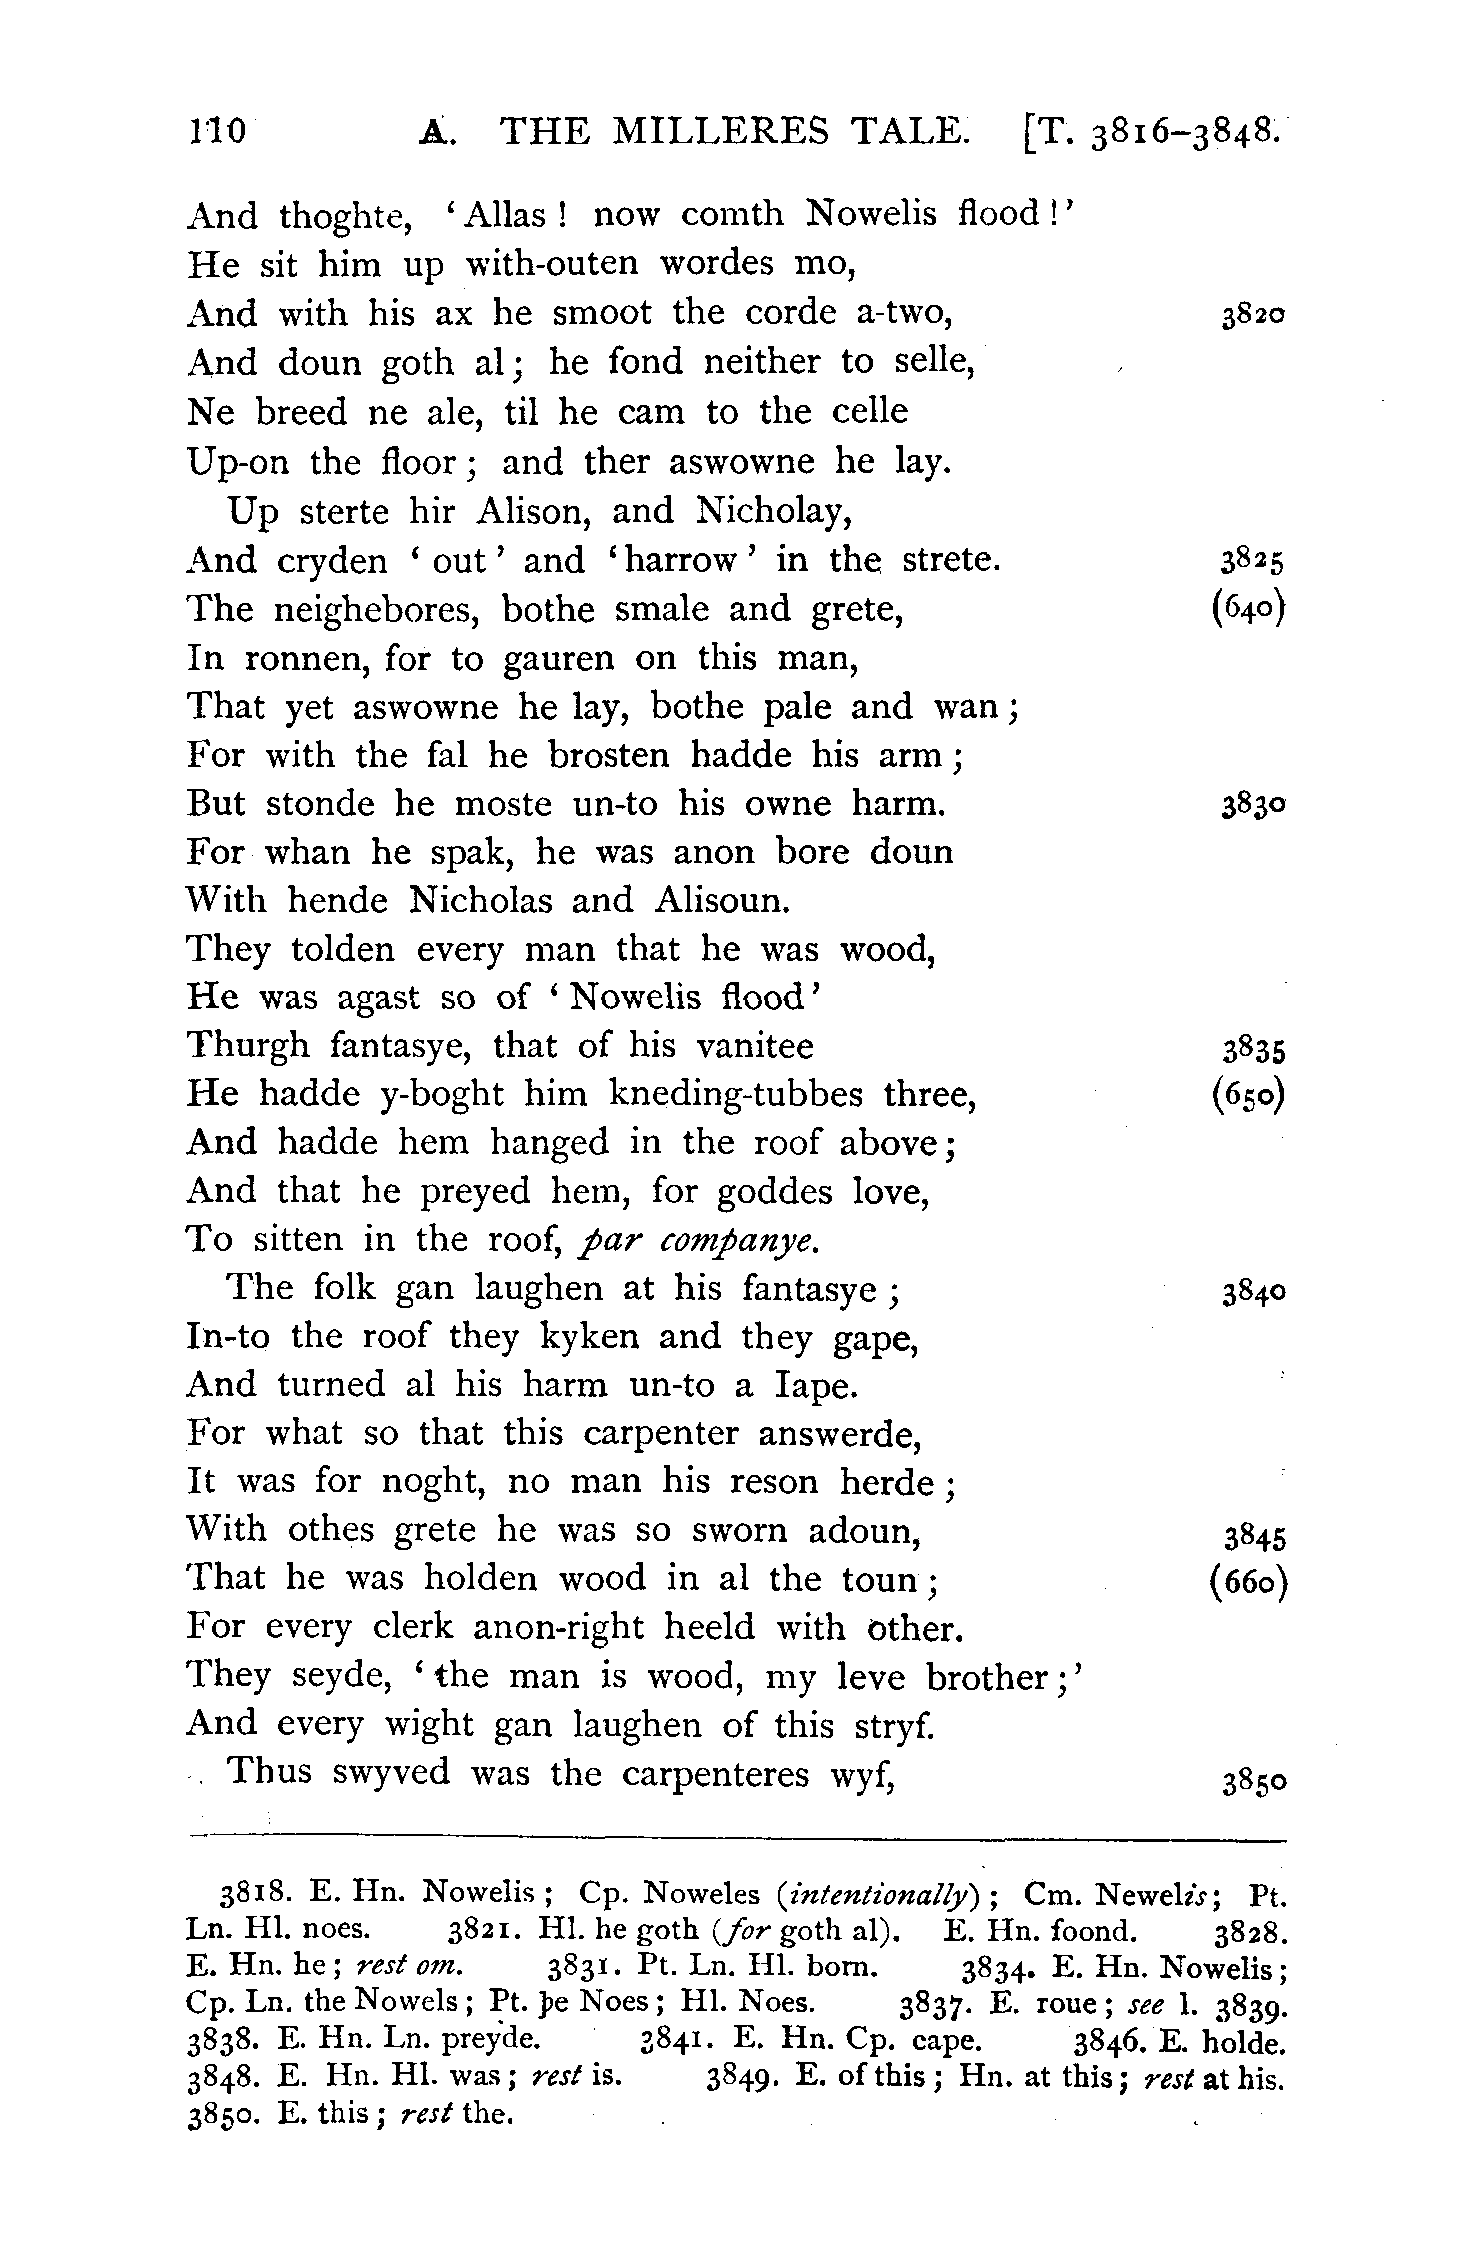 110 A. THE MILLERES TALE. [T. 3816–3848.
And thoghte, ‘Allas! now comth Nowelis flood!’
He sit him up with-outen wordes mo,
And with his ax he smoot the corde a-two, 3820
And doun goth al; he fond neither to selle,
Ne breed ne ale, til he cam to the celle
Up-on the floor; and ther aswowne he lay.
Up sterte hir Alison, and Nicholay,
And cryden ‘out’ and ‘harrow’ in the strete. 3825
The neighebores, bothe smale and grete, (640)
In ronnen, for to gauren on this man,
That yet aswowne he lay, bothe pale and wan;
For with the fal he brosten hadde his arm;
But stonde he moste un-to his owne harm. 3830
For whan he spak, he was anon bore doun
With hende Nicholas and Alisoun.
They tolden every man that he was wood,
He was agast so of ‘Nowelis flood’
Thurgh fantasye, that of his vanitee 3835
He hadde y-boght him kneding-tubbes three, (650)
And hadde hem hanged in the roof above;
And that he preyed hem, for goddes love,
To sitten in the roof, par companye.
The folk gan laughen at his fantasye; 3840
In-to the roof they kyken and they gape,
And turned al his harm un-to a Iape.
For what so that this carpenter answerde,
It was for noght, no man his reson herde;
With othes grete he was so sworn adoun, 3845
That he was holden wood in al the toun; (660)
For every clerk anon-right heeld with other.
They seyde, ‘the man is wood, my leve brother;’
And every wight gan laughen of this stryf.
Thus swyved was the carpenteres wyf, 3850
3818. E. Hn. Nowelis; Cp. Noweles (intentionally); Cm. Newelis; Pt.
Ln. Hl. noes. 3821. Hl. he goth (for goth al). E. Hn. foond. 3828.
E. Hn. he; rest om. 3831. Pt. Ln. Hl. born. 3834. E. Hn. Nowelis;
Cp. Ln. the Nowels; Pt. þe Noes; Hl. Noes. 3837. E. roue; see l. 3839.
3838. E. Hn. Ln. preyde. 3841. E. Hn. Cp. cape. 3846. E. holde.
3848. E. Hn. Hl. was; rest is. 3849. E. of this; Hn. at this; rest at his.
3850. E. this; rest the.